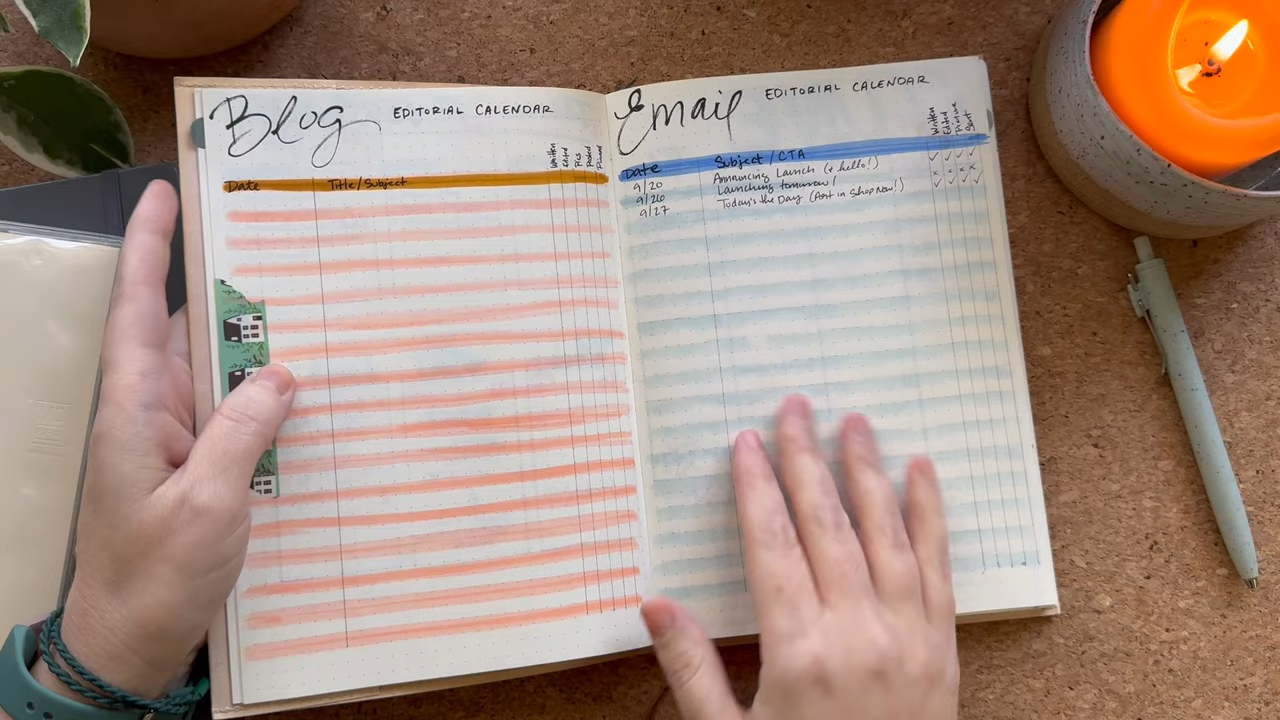 Blog EDITORIAL CALENDAR
Date Title/Subject Written Edited Pics Posted Pinned
Email EDITORIAL CALENDAR
Date Subject/CTA Written Edited Sent
9/20 Announcing Launch (+ hello!)
9/26 Launching tomorrow!
9/27 Today's the Day (Art in Shop Now!)